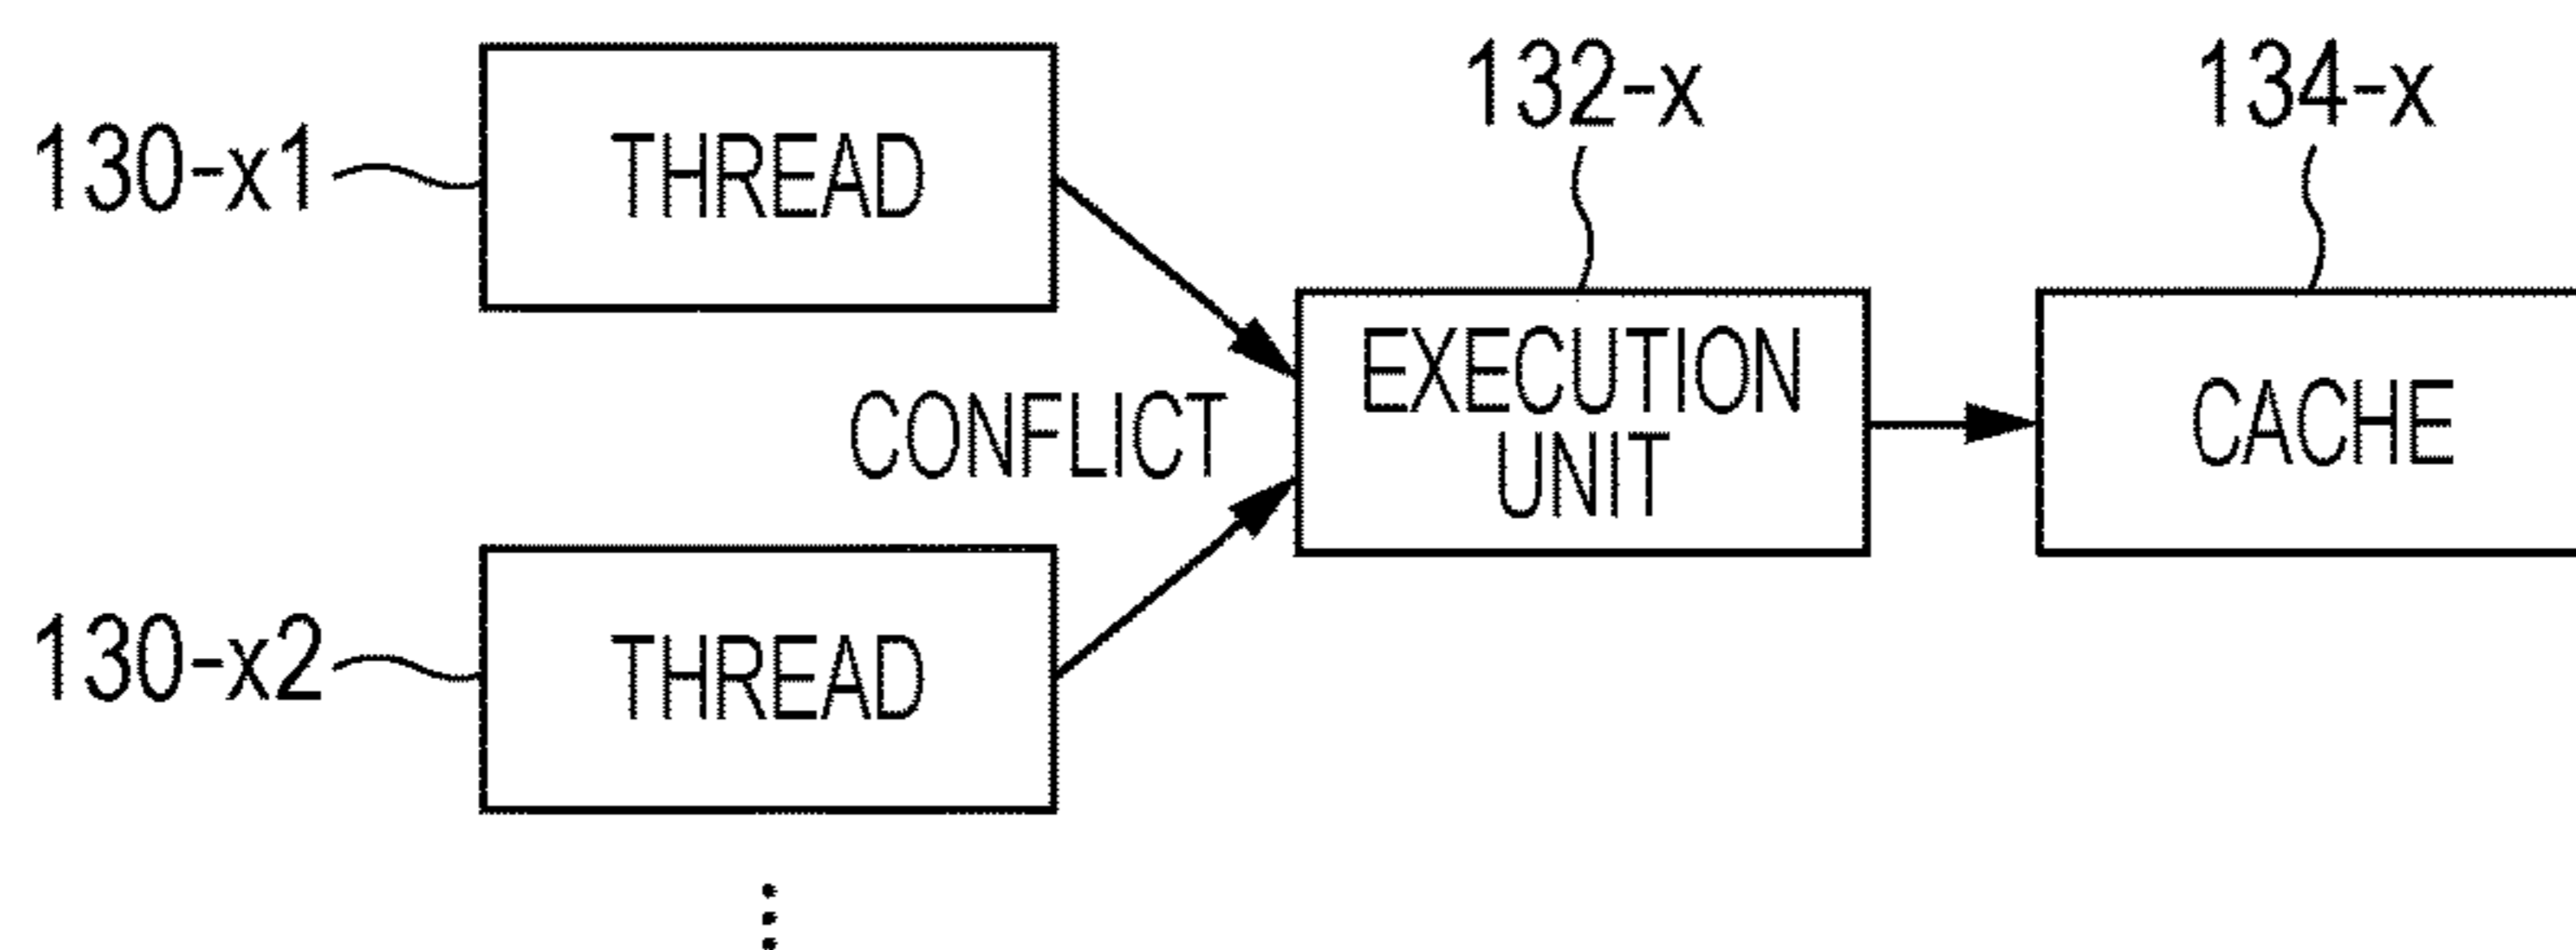 132-x
134-x
130-x1
THREAD
EXECUTION
UNIT
CACHE
CONFLICT
130-x2
THREAD